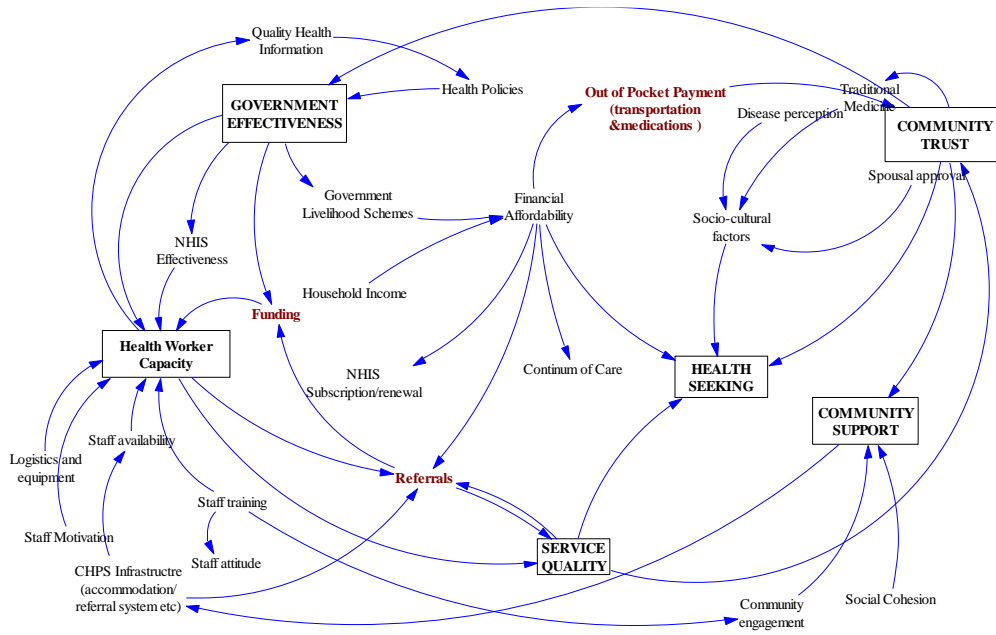 Quality Health
Information
Health Policies
GOVERNMENT
EFFECTIVENESS
Out of Pocket Payment
(transportation
&medications )
Traditional
Medicine
Disease perception
COMMUNITY
TRUST
Spousal approval
Government
Livelihood Schemes
Financial
Affordability
Socio-cultural
factors
NHIS
Effectiveness
Household Income
Funding
Health Worker
Capacity
NHIS
Subscription/renewal
Continum of Care
HEALTH
SEEKING
COMMUNITY
SUPPORT
Staff availability
Logistics and
equipment
Referrals
Staff training
Staff Motivation
Staff attitude
SERVICE
QUALITY
CHPS Infrastructre
(accommodation/
referral system etc)
Community
engagement
Social Cohesion